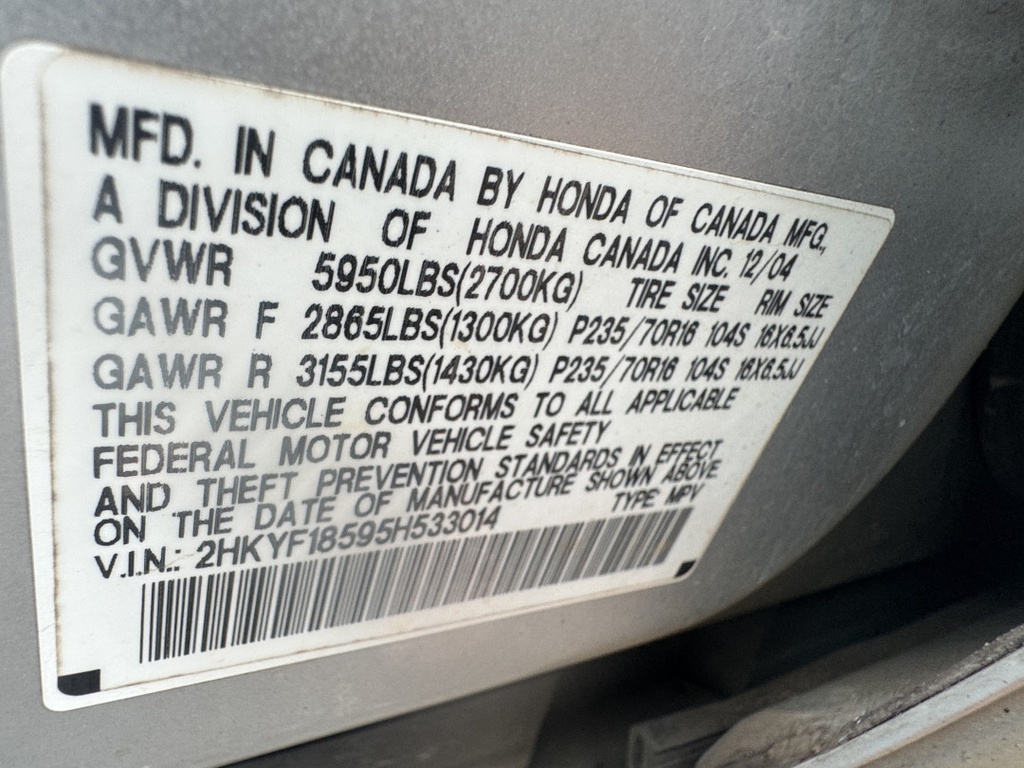 MFD. IN CANADA BY HONDA OF CANADA MFG.,
A DIVISION OF HONDA CANADA INC. 12/04
GVWR 5950LBS(2700KG) TIRE SIZE RIM SIZE
GAWR F 2865LBS(1300KG) P235/70R16 104S 16X6.5JJ
GAWR R 3155LBS(1430KG) P235/70R16 104S 16X6.5JJ
THIS VEHICLE CONFORMS TO ALL APPLICABLE
FEDERAL MOTOR VEHICLE SAFETY
AND THEFT PREVENTION STANDARDS IN EFFECT
ON THE DATE OF MANUFACTURE SHOWN ABOVE
V.I.N.: 2HKYF18595H533014 TYPE MPV